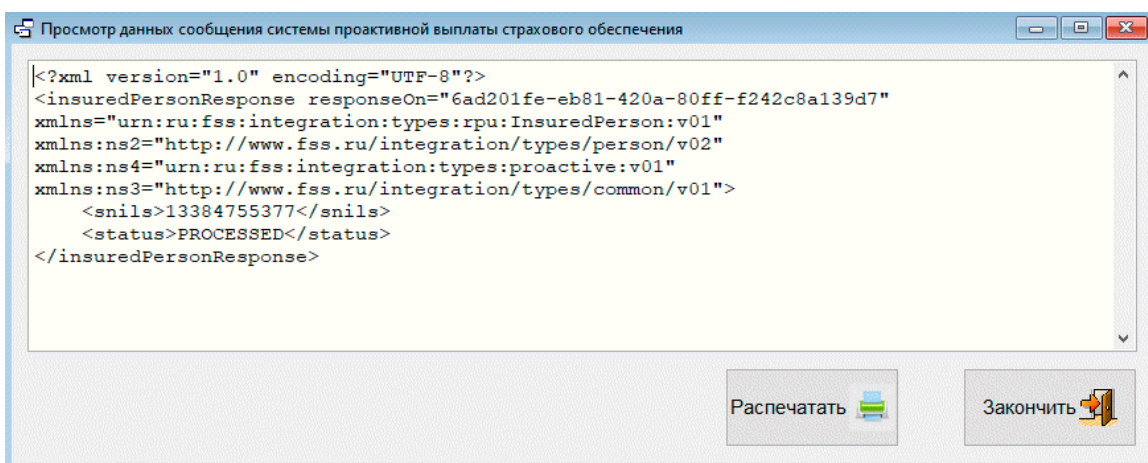 Просмотр данных сообщения системы проактивной выплаты страхового обеспечения
<?xml version="1.0" encoding="UTF-8"?>
<insuredPersonResponse responseOn="6ad201fe-eb81-420a-80ff-f242c8a139d7"
xmlns="urn:ru:fss:integration:types:rpu:InsuredPerson:v01"
xmlns:ns2="http://www.fss.ru/integration/types/person/v02"
xmlns:ns4="urn:ru:fss:integration:types:proactive:v01"
xmlns:ns3="http://www.fss.ru/integration/types/common/v01">
    <snils>13384755377</snils>
    <status>PROCESSED</status>
</insuredPersonResponse>
Распечатать
Закончить